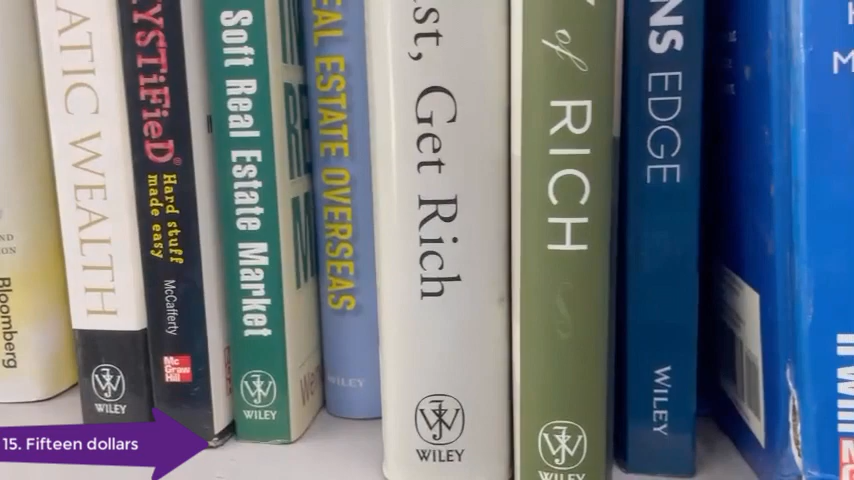 Bloomberg
ATIC WEALTH
WILEY
YSTiFieD
Hard stuff
made easy
McCafferty
Mc
Graw
Hill
Soft Real Estate Market
WILEY
EAL ESTATE OVERSEAS
WILEY
st, Get Rich
WILEY
of RICH
WILEY
NS EDGE
WILEY
15. Fifteen dollars